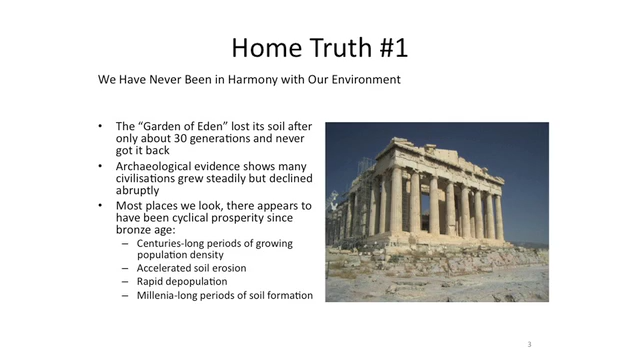 Home Truth #1
We Have Never Been in Harmony with Our Environment
• The “Garden of Eden” lost its soil after
only about 30 generations and never
got it back
• Archaeological evidence shows many
civilisations grew steadily but declined
abruptly
• Most places we look, there appears to
have been cyclical prosperity since
bronze age:
– Centuries-long periods of growing
population density
– Accelerated soil erosion
– Rapid depopulation
– Millenia-long periods of soil formation
3